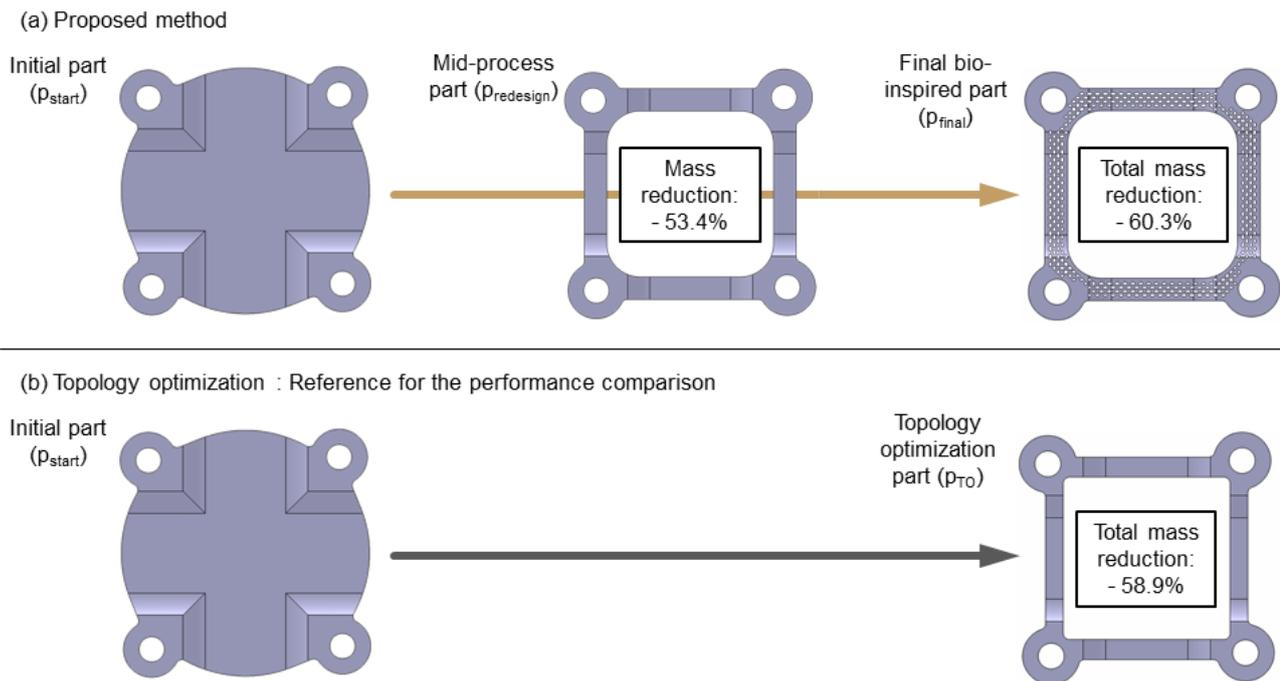 (a) Proposed method
Initial part
(pstart)
Mid-process
part (predesign)
Final bio-
inspired part
(pfinal)
Mass
reduction:
- 53.4%
Total mass
reduction:
- 60.3%
(b) Topology optimization : Reference for the performance comparison
Initial part
(pstart)
Topology
optimization
part (pTO)
Total mass
reduction:
- 58.9%